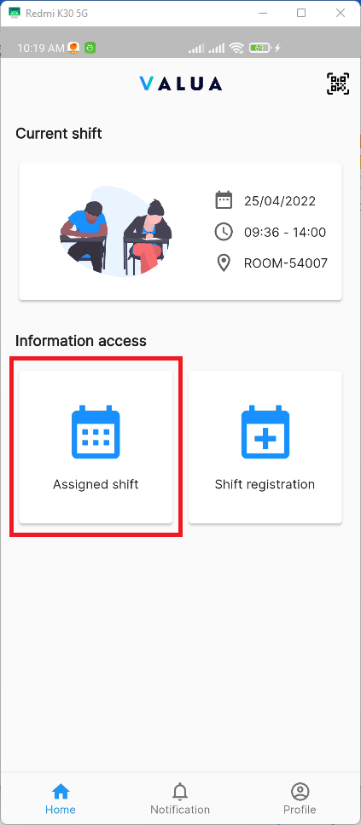 Redmi K30 5G
10:19 AM
VALUA
Current shift
25/04/2022
09:36 - 14:00
ROOM-54007
Information access
Assigned shift
Shift registration
Home
Notification
Profile